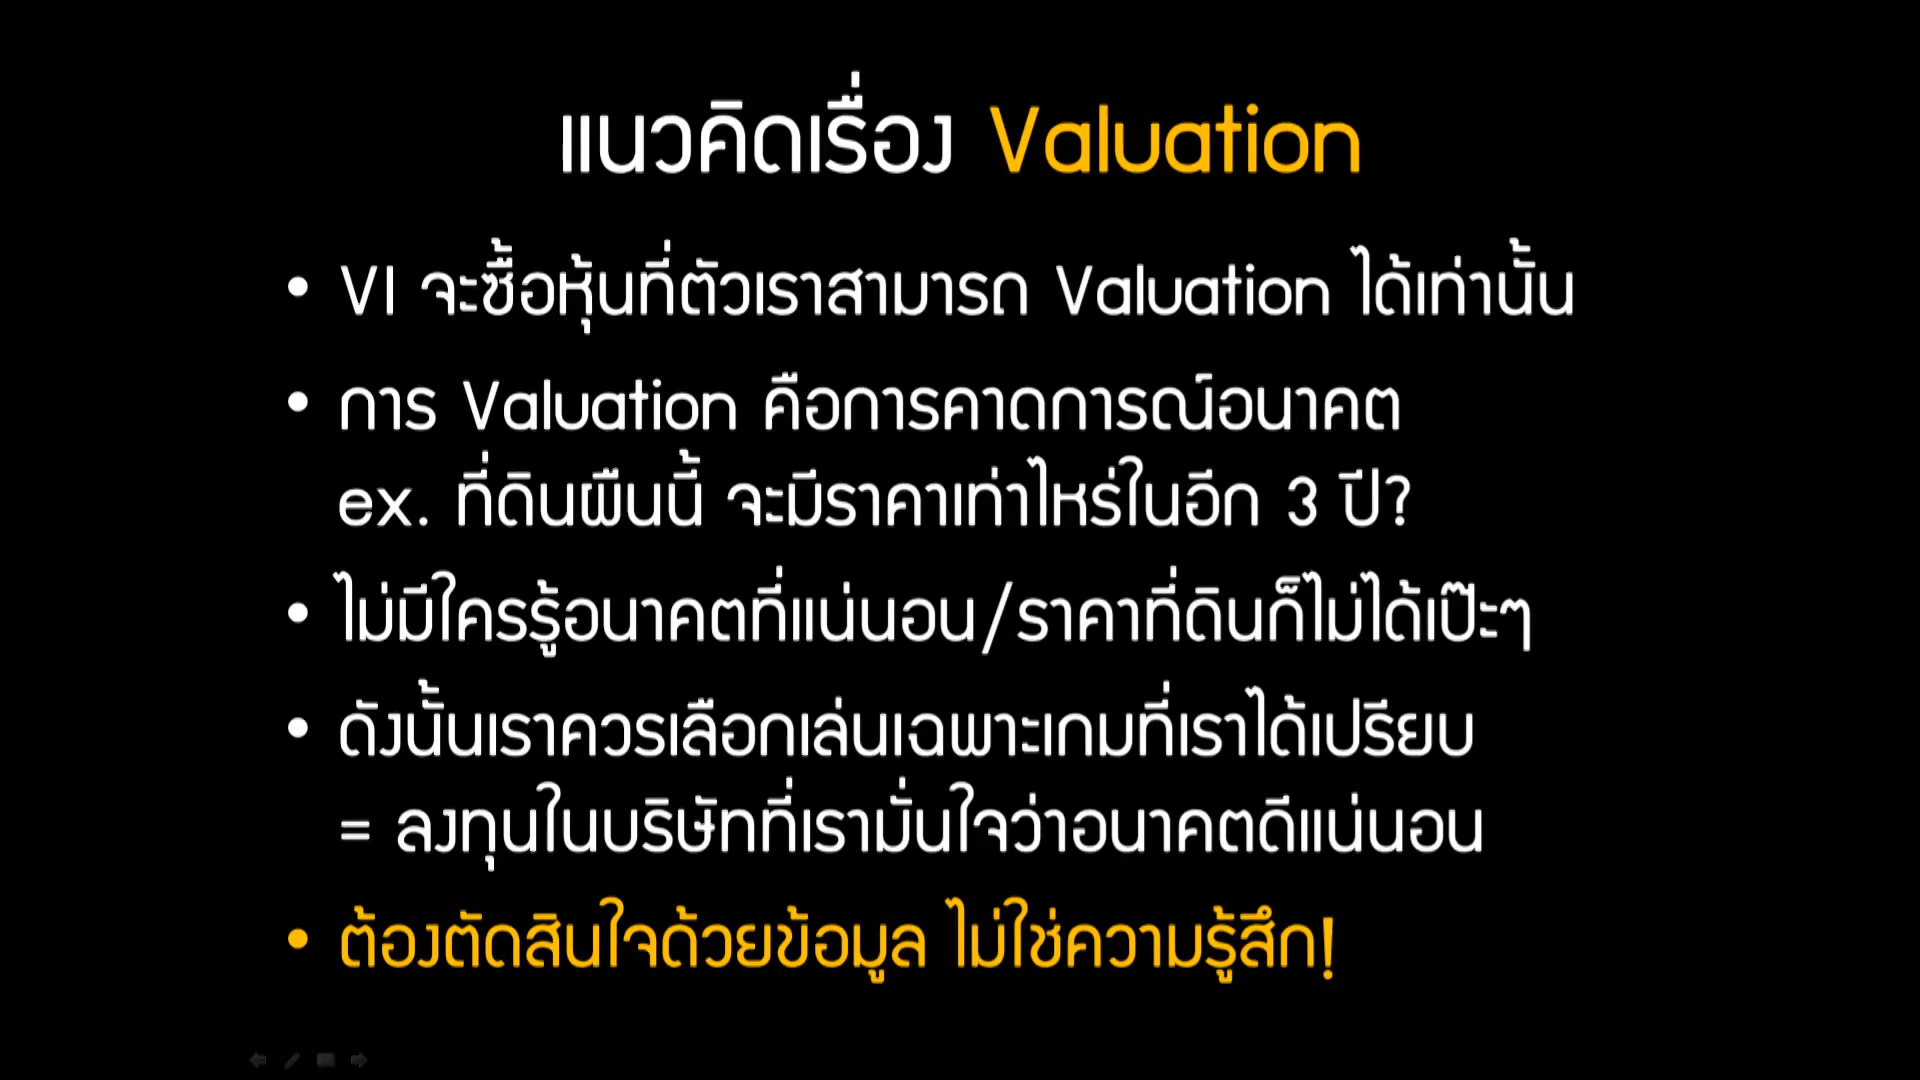 แนวคิดเรื่อง Valuation
• VI จะซื้อหุ้นที่ตัวเราสามารถ Valuation ได้เท่านั้น
• การ Valuation คือการคาดการณ์อนาคต
ex. ที่ดินผืนนี้ จะมีราคาเท่าไหร่ในอีก 3 ปี?
• ไม่มีใครรู้อนาคตที่แน่นอน/ราคาที่ดินก็ไม่ได้เป๊ะๆ
• ดังนั้นเราควรเลือกเล่นเฉพาะเกมที่เราได้เปรียบ
= ลงทุนในบริษัทที่เรามั่นใจว่าอนาคตดีแน่นอน
• ต้องตัดสินใจด้วยข้อมูล ไม่ใช่ความรู้สึก!